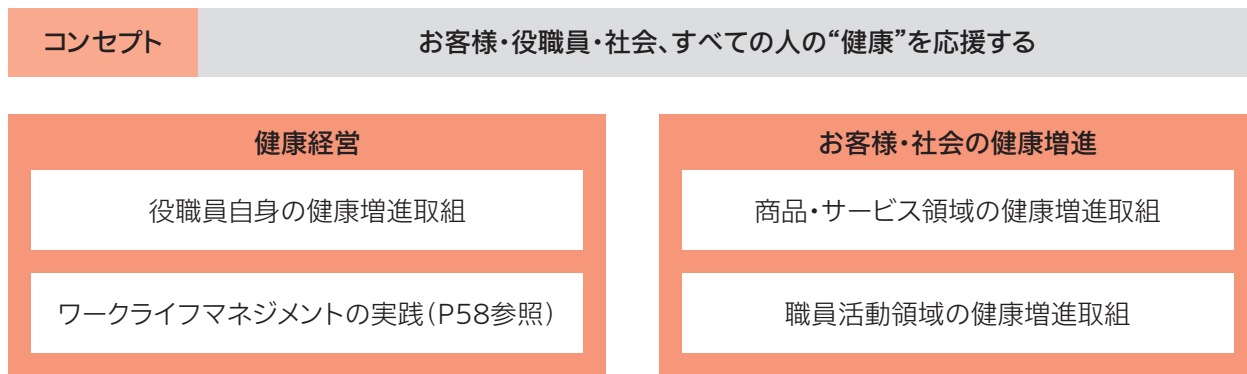 コンセプト
お客様・役職員・社会、すべての人の“健康”を応援する
健康経営
役職員自身の健康増進取組
ワークライフマネジメントの実践（P58参照）
お客様・社会の健康増進
商品・サービス領域の健康増進取組
職員活動領域の健康増進取組